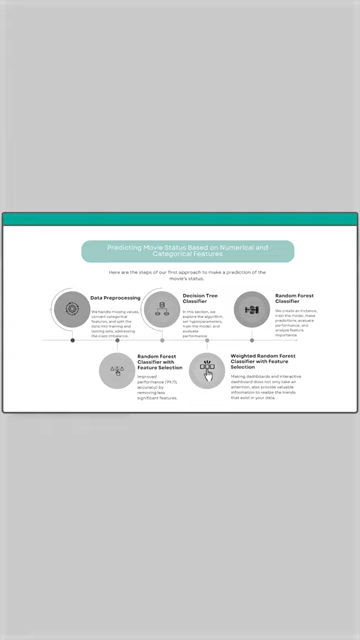 Predicting Movie Status Based on Numerical and
Categorical Features
Here are the steps of our first approach to make a prediction of the
movie's status.
Data Preprocessing
We handle missing values,
convert categorical
features, and split the
data into training and
testing sets, addressing
the class imbalance.
Decision Tree
Classifier
In this section, we
explore the algorithm,
set hyperparameters,
train the model, and
evaluate
performance.
Random Forest
Classifier
We create an instance,
train the model, make
predictions, evaluate
performance, and
analyze feature
importance.
Random Forest
Classifier with
Feature Selection
Improved
performance
accuracy) by
removing less
significant features.
Weighted Random Forest
Classifier with Feature
Selection
Making dashboards and interactive
dashboard does not only take an
attention, also provide valuable
information to realize the trends
that exist in your data.